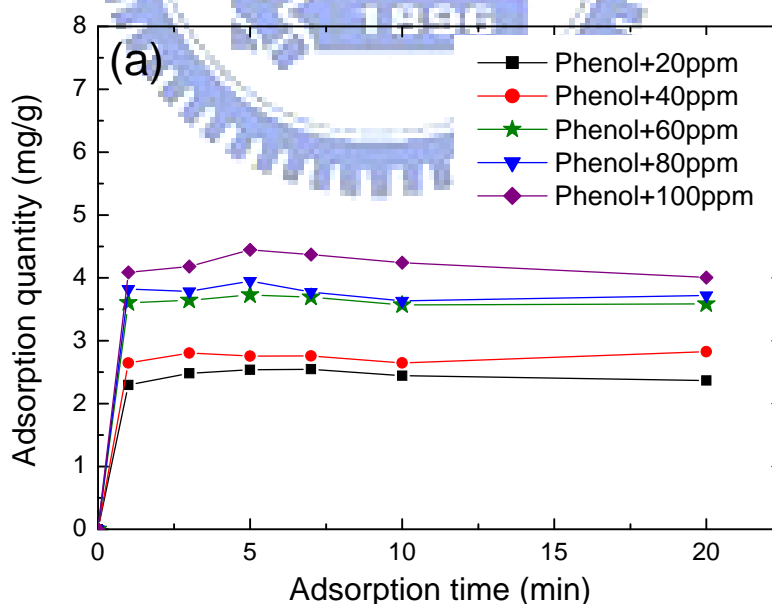 1996
(a)
Phenol+20ppm
Phenol+40ppm
Phenol+60ppm
Phenol+80ppm
Phenol+100ppm
8
7
6
5
4
3
2
1
0
Adsorption quantity (mg/g)
0 5 10 15 20
Adsorption time (min)